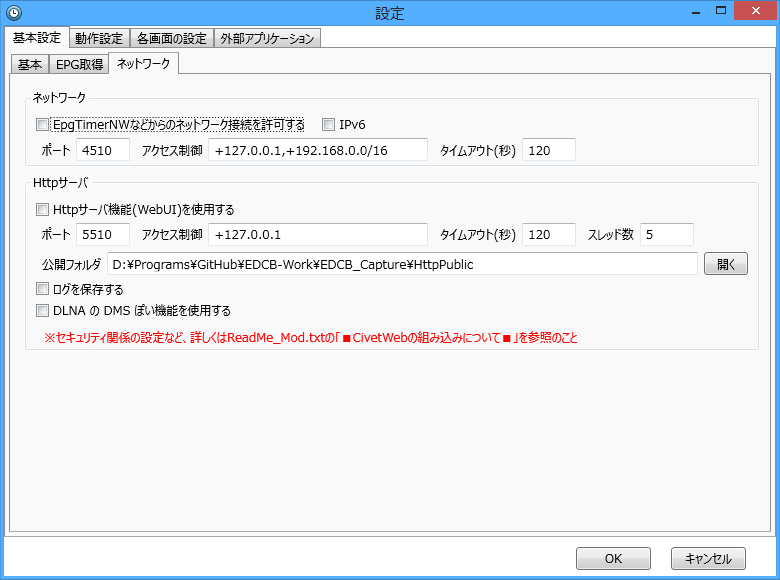 設定
基本設定 動作設定 各画面の設定 外部アプリケーション
基本 EPG取得 ネットワーク
ネットワーク
EpgTimerNWなどからのネットワーク接続を許可する IPv6
ポート 4510 アクセス制御 +127.0.0.1,+192.168.0.0/16 タイムアウト(秒) 120
Httpサーバ
Httpサーバ機能(WebUI)を使用する
ポート 5510 アクセス制御 +127.0.0.1 タイムアウト(秒) 120 スレッド数 5
公開フォルダ D:¥Programs¥GitHub¥EDCB-Work¥EDCB_Capture¥HttpPublic 開く
ログを保存する
DLNA の DMS ぽい機能を使用する
※セキュリティ関係の設定など、詳しくはReadMe_Mod.txtの「■CivetWebの組み込みについて■」を参照のこと
OK キャンセル